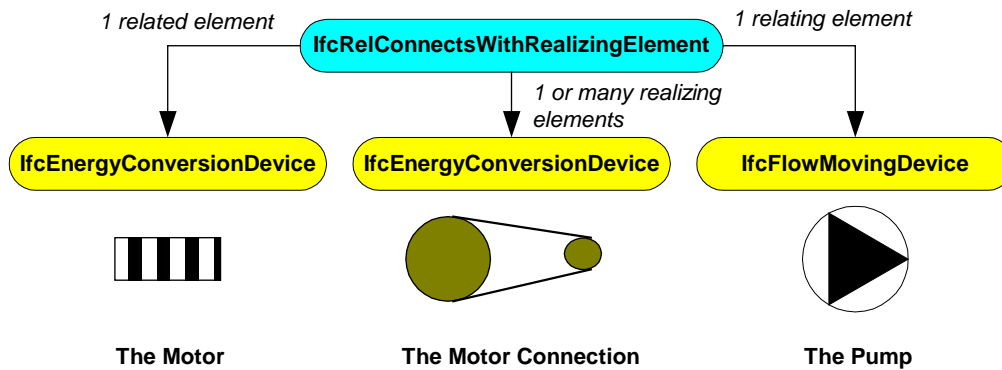 1 related element
1 relating element
IfcRelConnectsWithRealizingElement
1 or many realizing
elements
IfcEnergyConversionDevice
IfcEnergyConversionDevice
IfcFlowMovingDevice
The Motor
The Motor Connection
The Pump